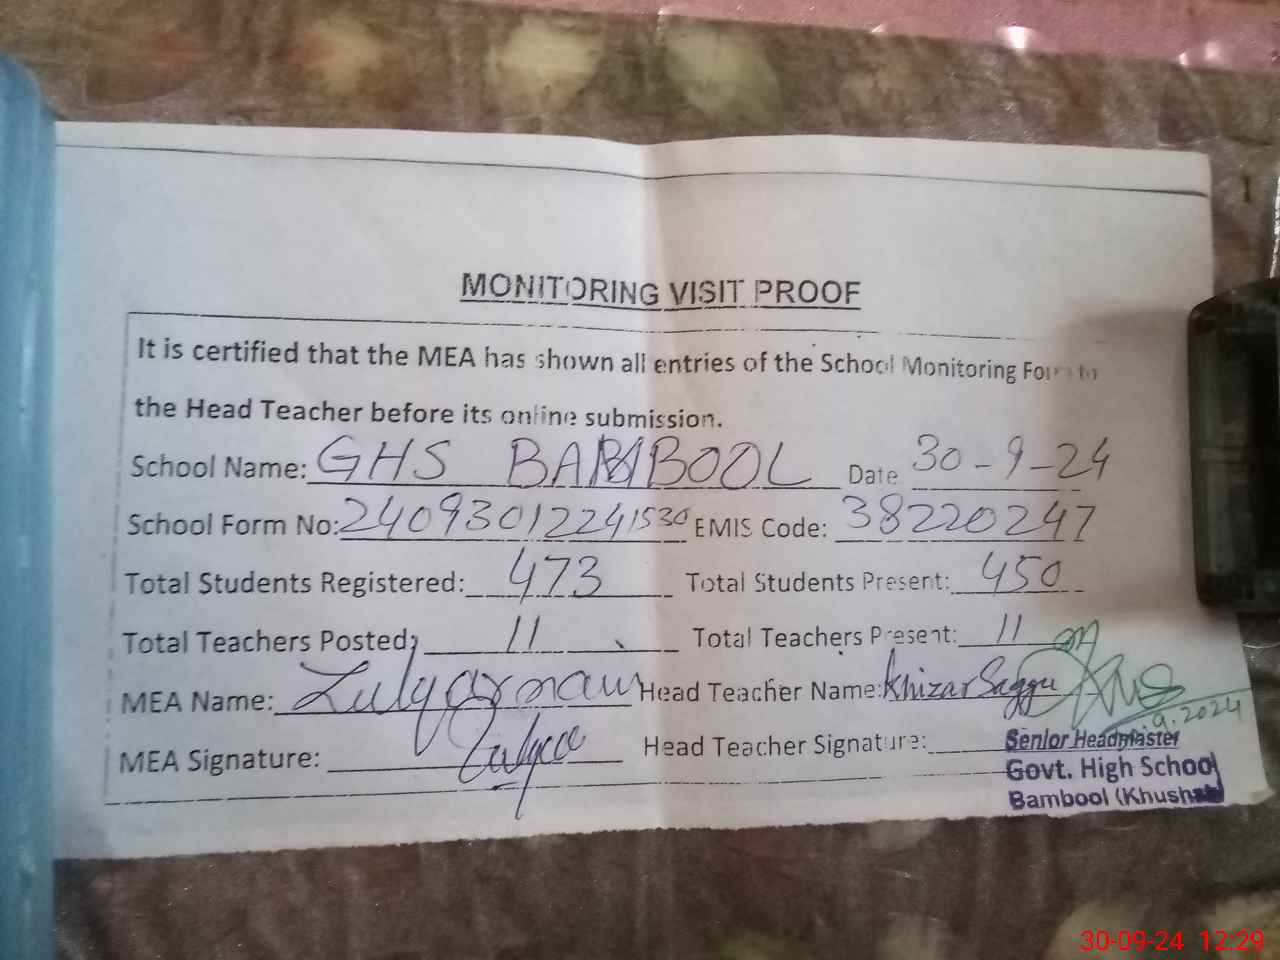 MONITORING VISIT PROOF
It is certified that the MEA has shown all entries of the School Monitoring Form to
the Head Teacher before its online submission.
School Name: GHS BAMBOOL Date 30-9-24
School Form No: 240930122241530 EMIS Code: 38220247
Total Students Registered: 473 Total Students Present: 450
Total Teachers Posted: 11 Total Teachers Present: 11
MEA Name: Head Teacher Name: Khizar Saggu
9.2024
MEA Signature: Head Teacher Signature:
Senior Headmaster
Govt. High School
Bambool (Khushab)
30-09-24 12:29